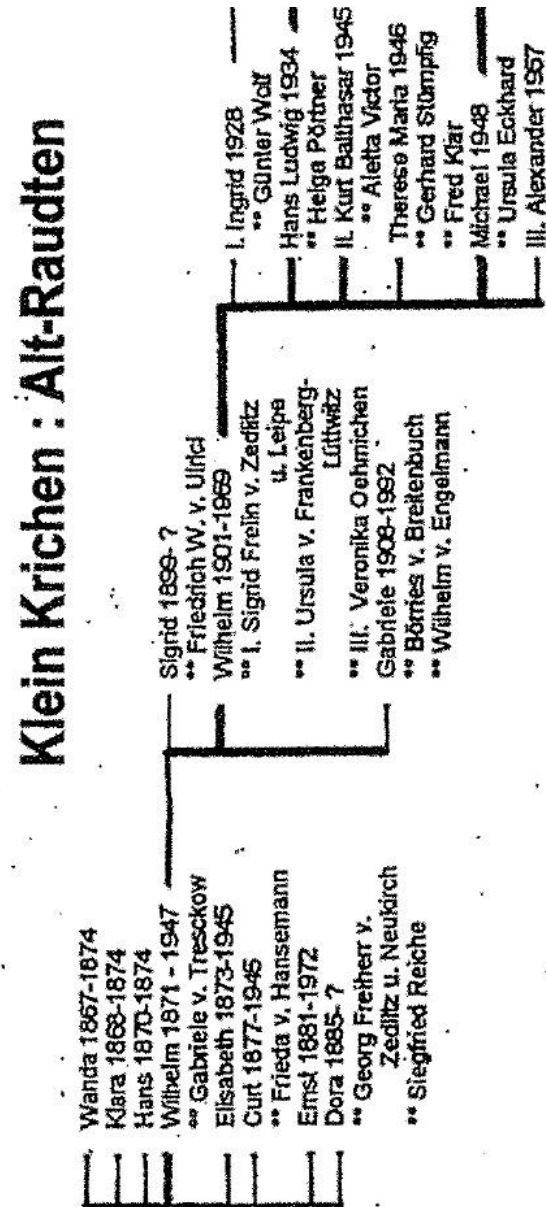 Klein Krichen : Alt-Raudten
Wanda 1867-1874
Klara 1868-1874
Hans 1870-1874
Wilhelm 1871 - 1947
** Gabriele v. Tresckow
Elisabeth 1873-1945
Curt 1877-1946
** Frieda v. Hansemann
Ernst 1881-1972
Dora 1885- ?
** Georg Freiherr v.
Zedlitz u. Neukirch
** Siegfried Reiche
Sigrid 1899- ?
** Friedrich W. v. Ulrici
Wilhelm 1901-1969
** I. Sigrid Freiin v. Zedlitz
u. Leipe
** II. Ursula v. Frankenberg-
Lüttwitz
** III. Veronika Oehmichen
Gabriele 1908-1992
** Börries v. Breitenbuch
** Wilhelm v. Engelmann
I. Ingrid 1928
** Günter Wolf
Hans Ludwig 1934
** Helga Pörtner
II. Kurt Balthasar 1945
** Aletta Victor
Therese Maria 1946
** Gerhard Stümpfig
** Fred Klar
Michael 1948
** Ursula Eckhard
III. Alexander 1957